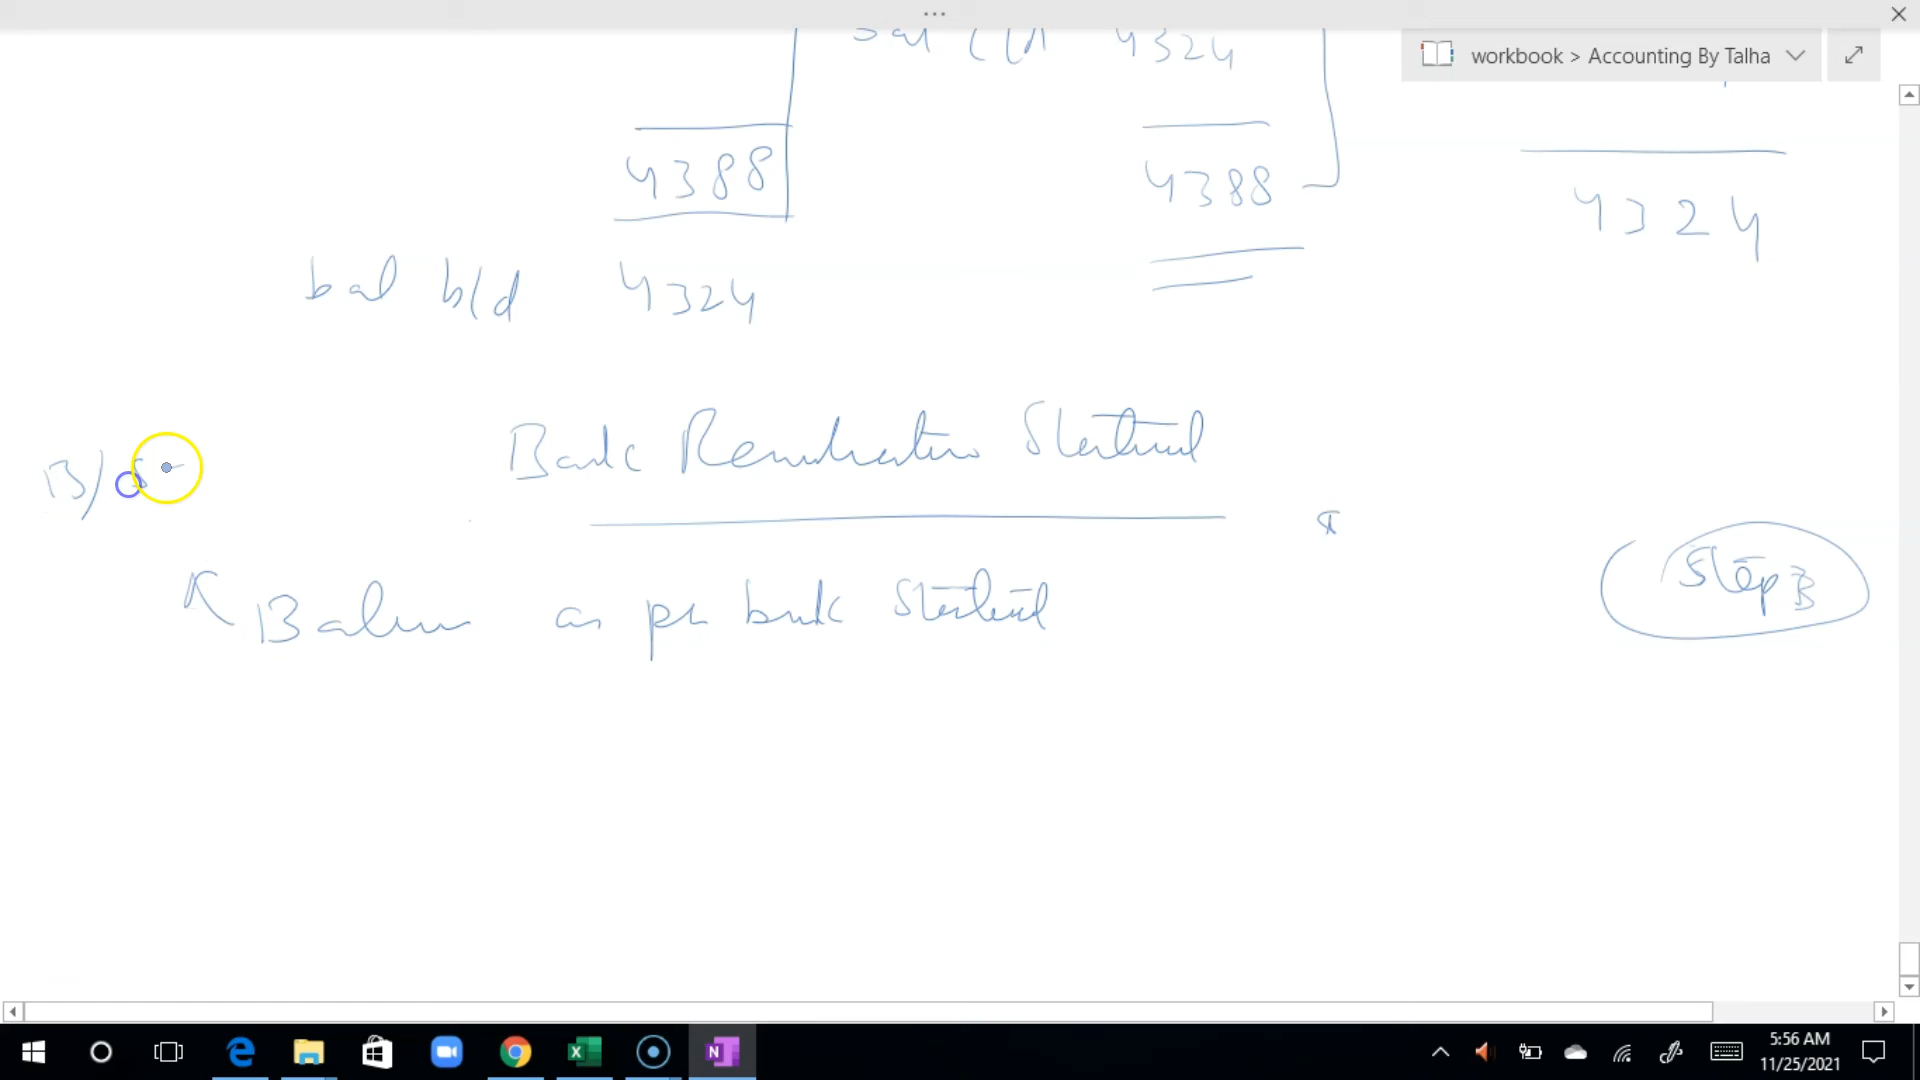 ...
workbook > Accounting By Talha
bal c/d 4324
4388 4388
4324
bal b/d 4324
Bank Reconciliation Statement
B/S
Step B
Balance as per bank Statement
N
5:56 AM
11/25/2021